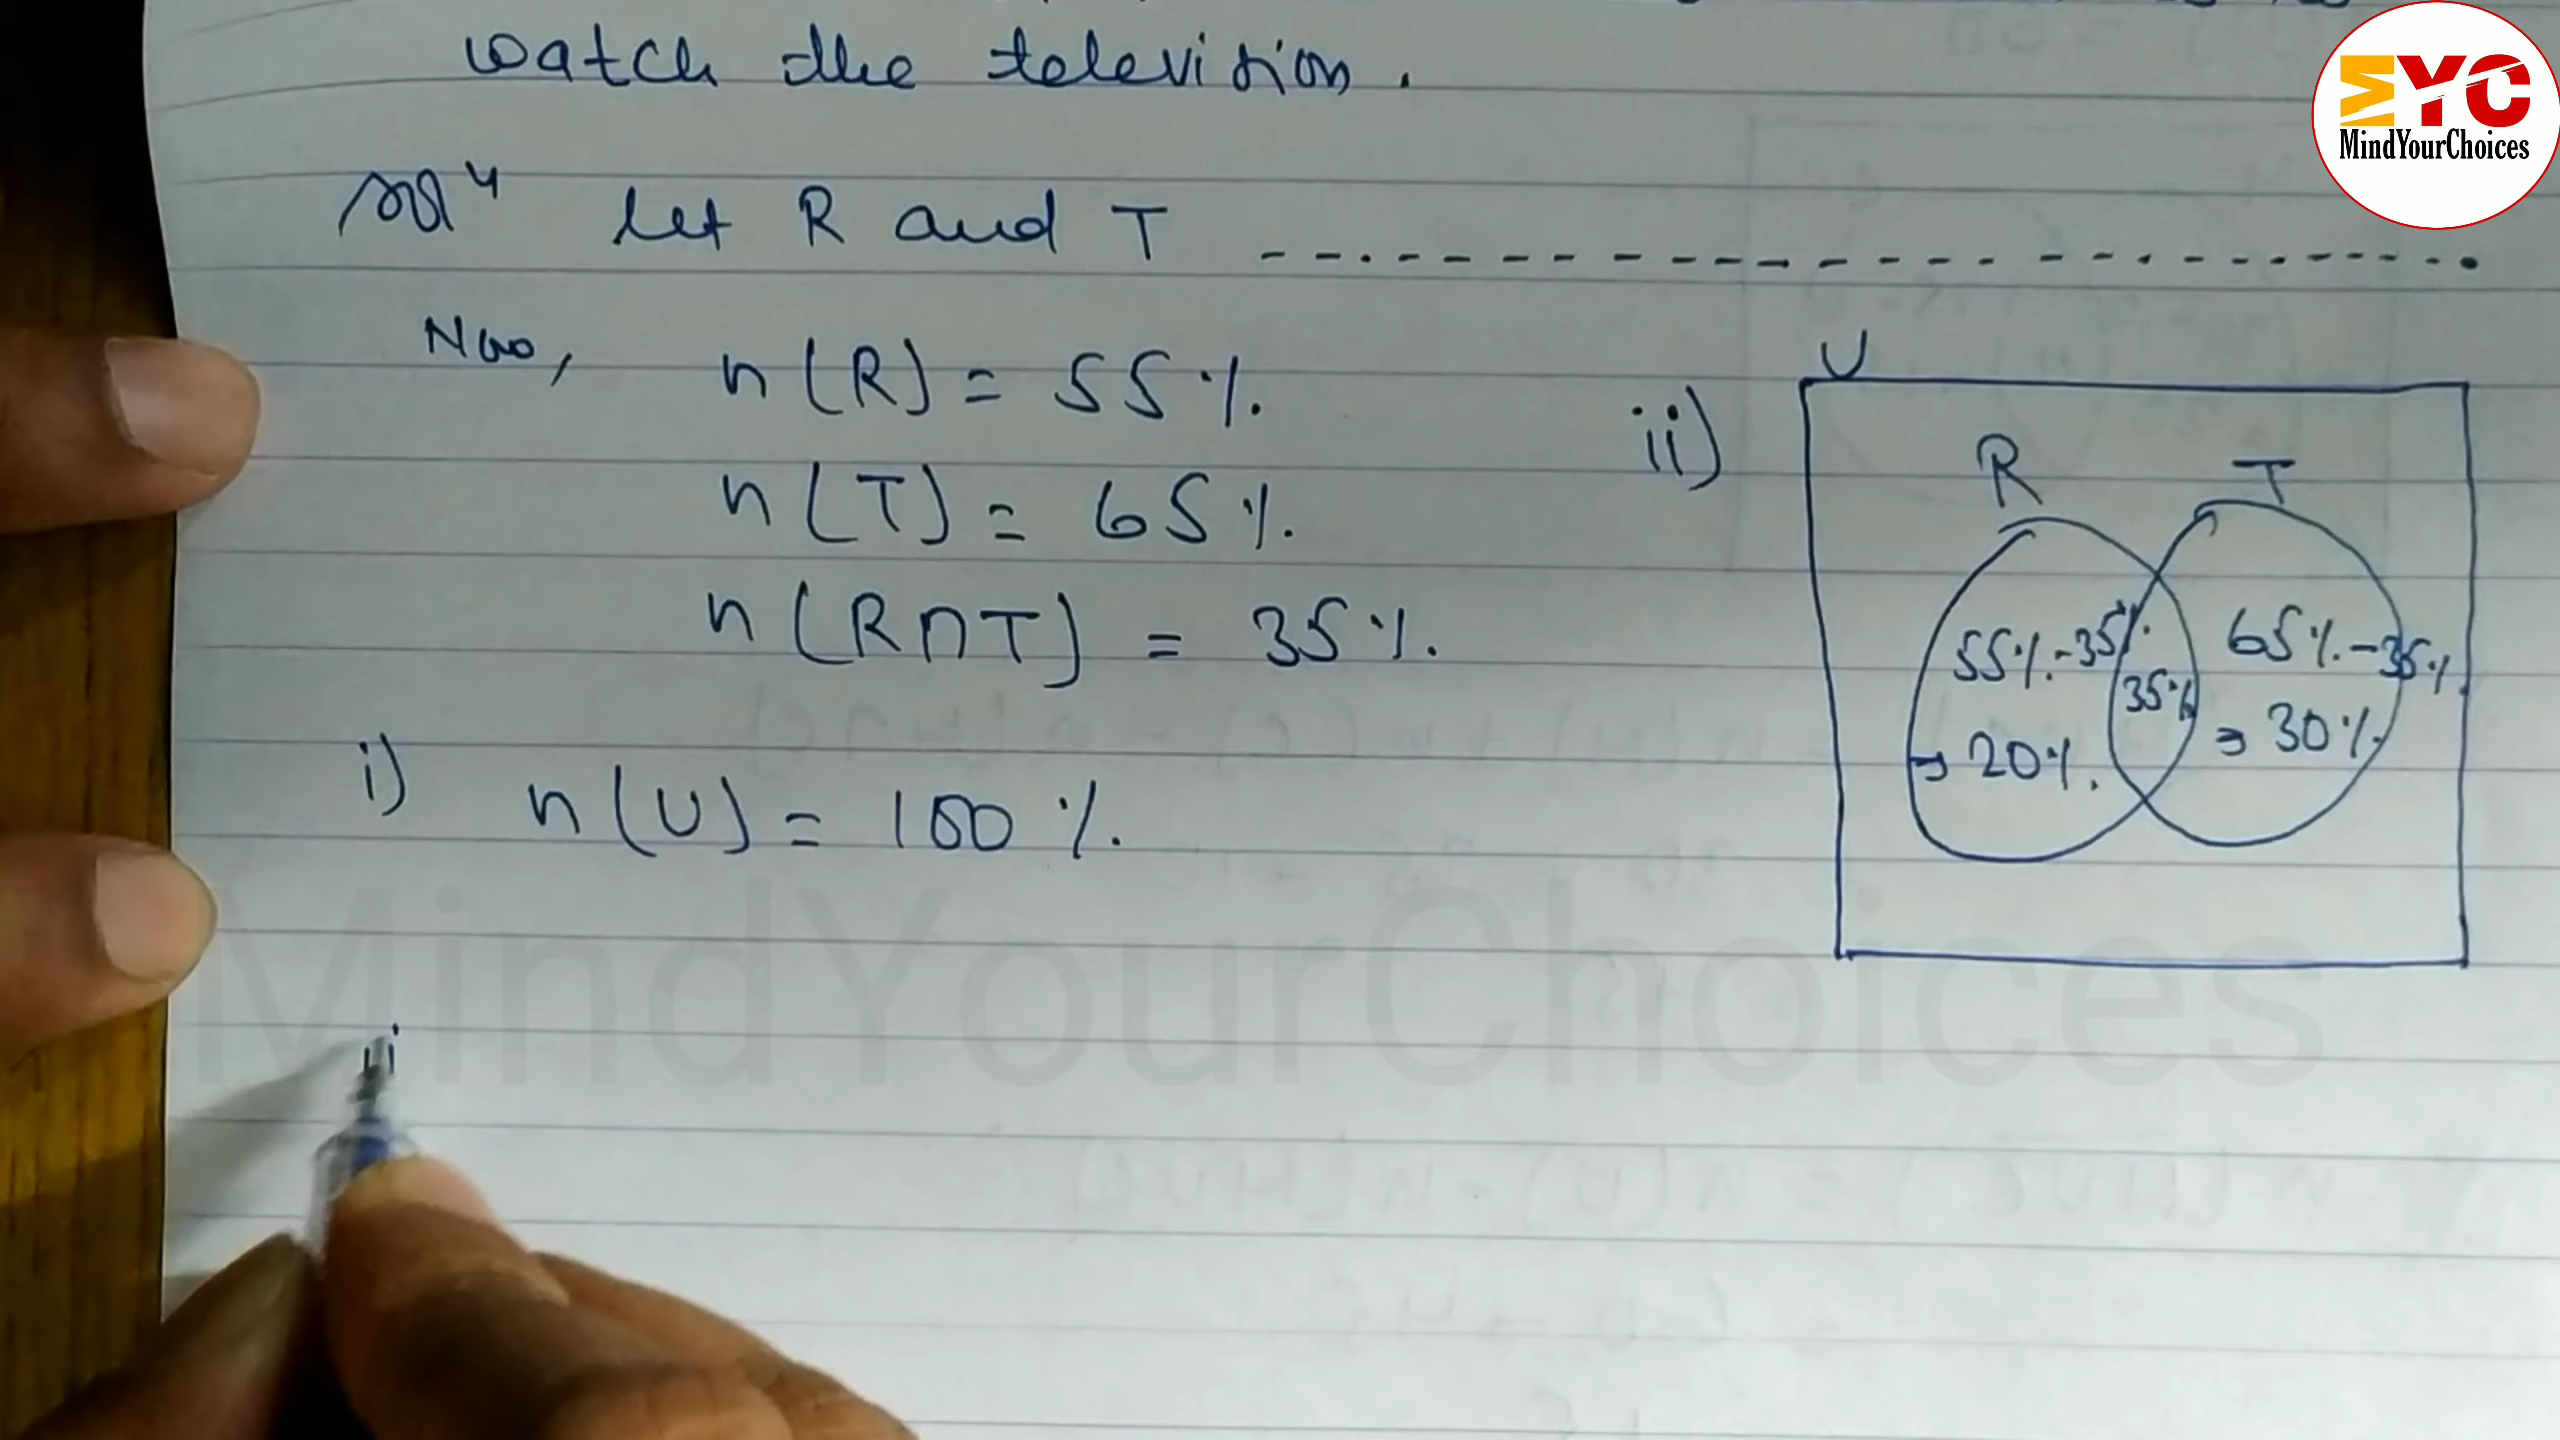 watch the television.
MYC
MindYourChoices
Solⁿ Let R and T ............
Now, n(R) = 55%.
n(T) = 65%.
n(R∩T) = 35%.
i) n(U) = 100%.
ii)
U
R T
55%-35% 35% 65%-35%
→ 20%. → 30%.
MindYourChoices
ii